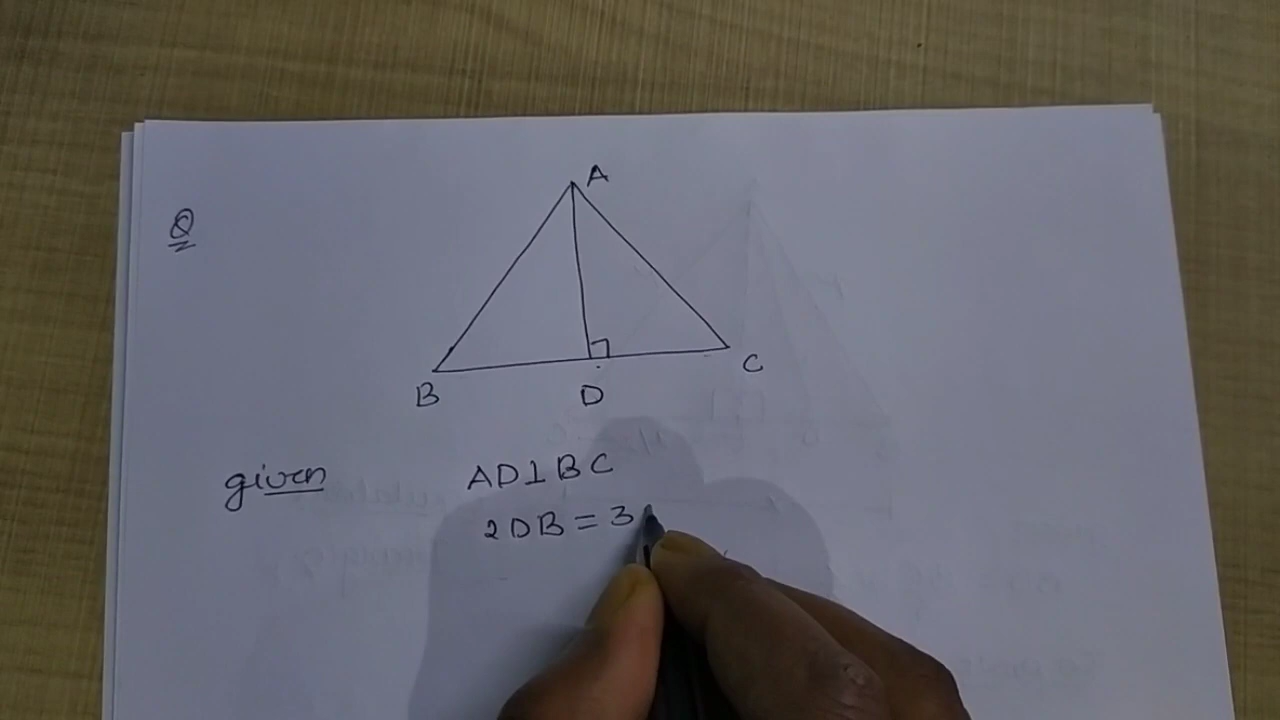 Q
A
B D C
given AD⊥BC
2DB=3